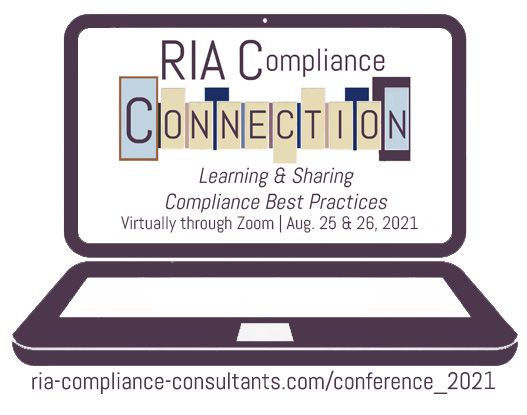 RIA Compliance
CONNECTION
Learning & Sharing
Compliance Best Practices
Virtually through Zoom | Aug. 25 & 26, 2021
ria-compliance-consultants.com/conference_2021